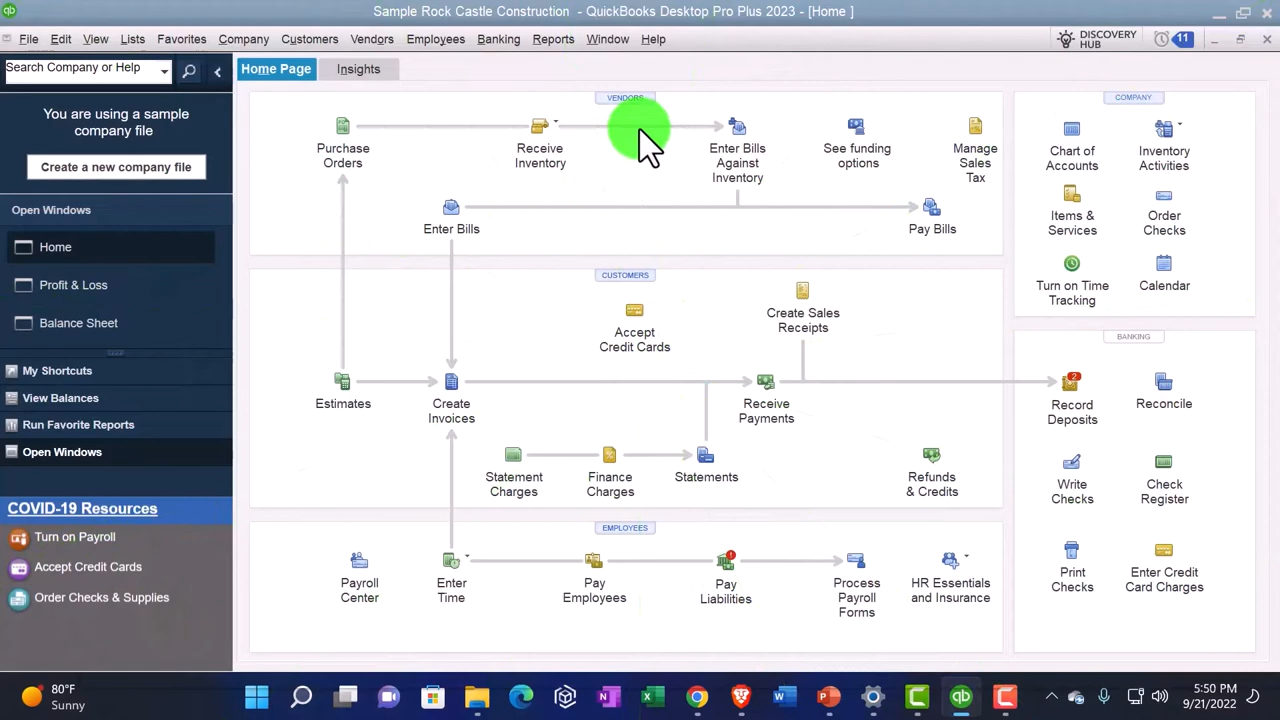 Sample Rock Castle Construction - QuickBooks Desktop Pro Plus 2023 - [Home ]
File Edit View Lists Favorites Company Customers Vendors Employees Banking Reports Window Help
DISCOVERY
HUB
11
Search Company or Help
Home Page
Insights
You are using a sample
company file
Create a new company file
Open Windows
Home
Profit & Loss
Balance Sheet
My Shortcuts
View Balances
Run Favorite Reports
Open Windows
COVID-19 Resources
Turn on Payroll
Accept Credit Cards
Order Checks & Supplies
VENDORS
Purchase
Orders
Receive
Inventory
Enter Bills
Against
Inventory
See funding
options
Manage
Sales
Tax
Enter Bills
Pay Bills
CUSTOMERS
Accept
Credit Cards
Create Sales
Receipts
Estimates
Create
Invoices
Receive
Payments
Statement
Charges
Finance
Charges
Statements
Refunds
& Credits
EMPLOYEES
Payroll
Center
Enter
Time
Pay
Employees
Pay
Liabilities
Process
Payroll
Forms
HR Essentials
and Insurance
COMPANY
Chart of
Accounts
Inventory
Activities
Items &
Services
Order
Checks
Turn on Time
Tracking
Calendar
BANKING
2
Record
Deposits
Reconcile
Write
Checks
Check
Register
Print
Checks
Enter Credit
Card Charges
80°F
Sunny
5:50 PM
9/21/2022